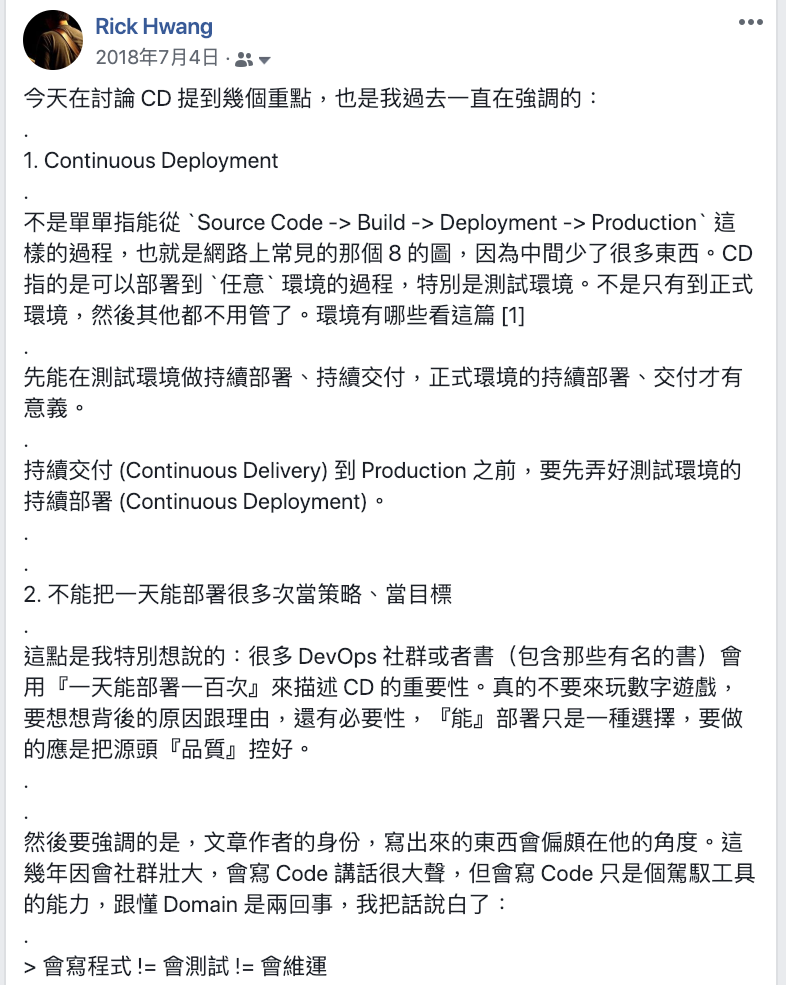 Rick Hwang
2018年7月4日 ·
今天在討論 CD 提到幾個重點，也是我過去一直在強調的：
.
1. Continuous Deployment
.
不是單單指能從 `Source Code -> Build -> Deployment -> Production` 這
樣的過程，也就是網路上常見的那個 8 的圖，因為中間少了很多東西。CD
指的是可以部署到 `任意` 環境的過程，特別是測試環境。不是只有到正式
環境，然後其他都不用管了。環境有哪些看這篇 [1]
.
先能在測試環境做持續部署、持續交付，正式環境的持續部署、交付才有
意義。
.
持續交付 (Continuous Delivery) 到 Production 之前，要先弄好測試環境的
持續部署 (Continuous Deployment)。
.
.
2. 不能把一天能部署很多次當策略、當目標
.
這點是我特別想說的：很多 DevOps 社群或者書（包含那些有名的書）會
用『一天能部署一百次』來描述 CD 的重要性。真的不要來玩數字遊戲，
要想想背後的原因跟理由，還有必要性，『能』部署只是一種選擇，要做
的應是把源頭『品質』控好。
.
.
然後要強調的是，文章作者的身份，寫出來的東西會偏頗在他的角度。這
幾年因會社群壯大，會寫 Code 講話很大聲，但會寫 Code 只是個駕馭工具
的能力，跟懂 Domain 是兩回事，我把話說白了：
.
> 會寫程式 != 會測試 != 會維運